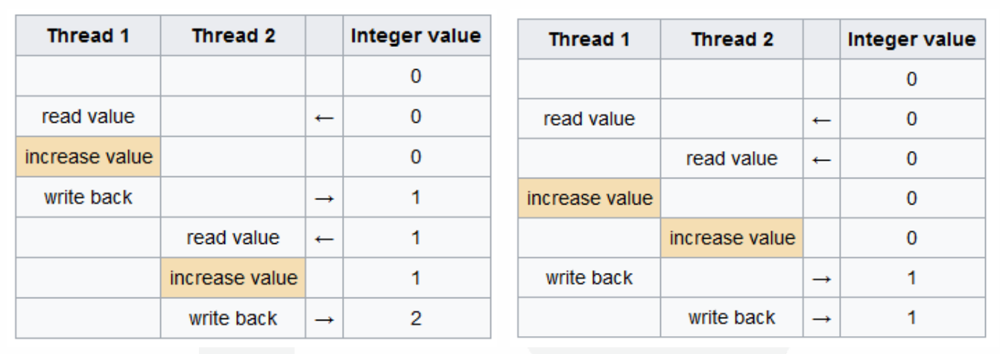 Thread 1 Thread 2 Integer value
0
read value ← 0
increase value 0
write back → 1
read value ← 1
increase value 1
write back → 2
Thread 1 Thread 2 Integer value
0
read value ← 0
read value ← 0
increase value 0
increase value 0
write back → 1
write back → 1